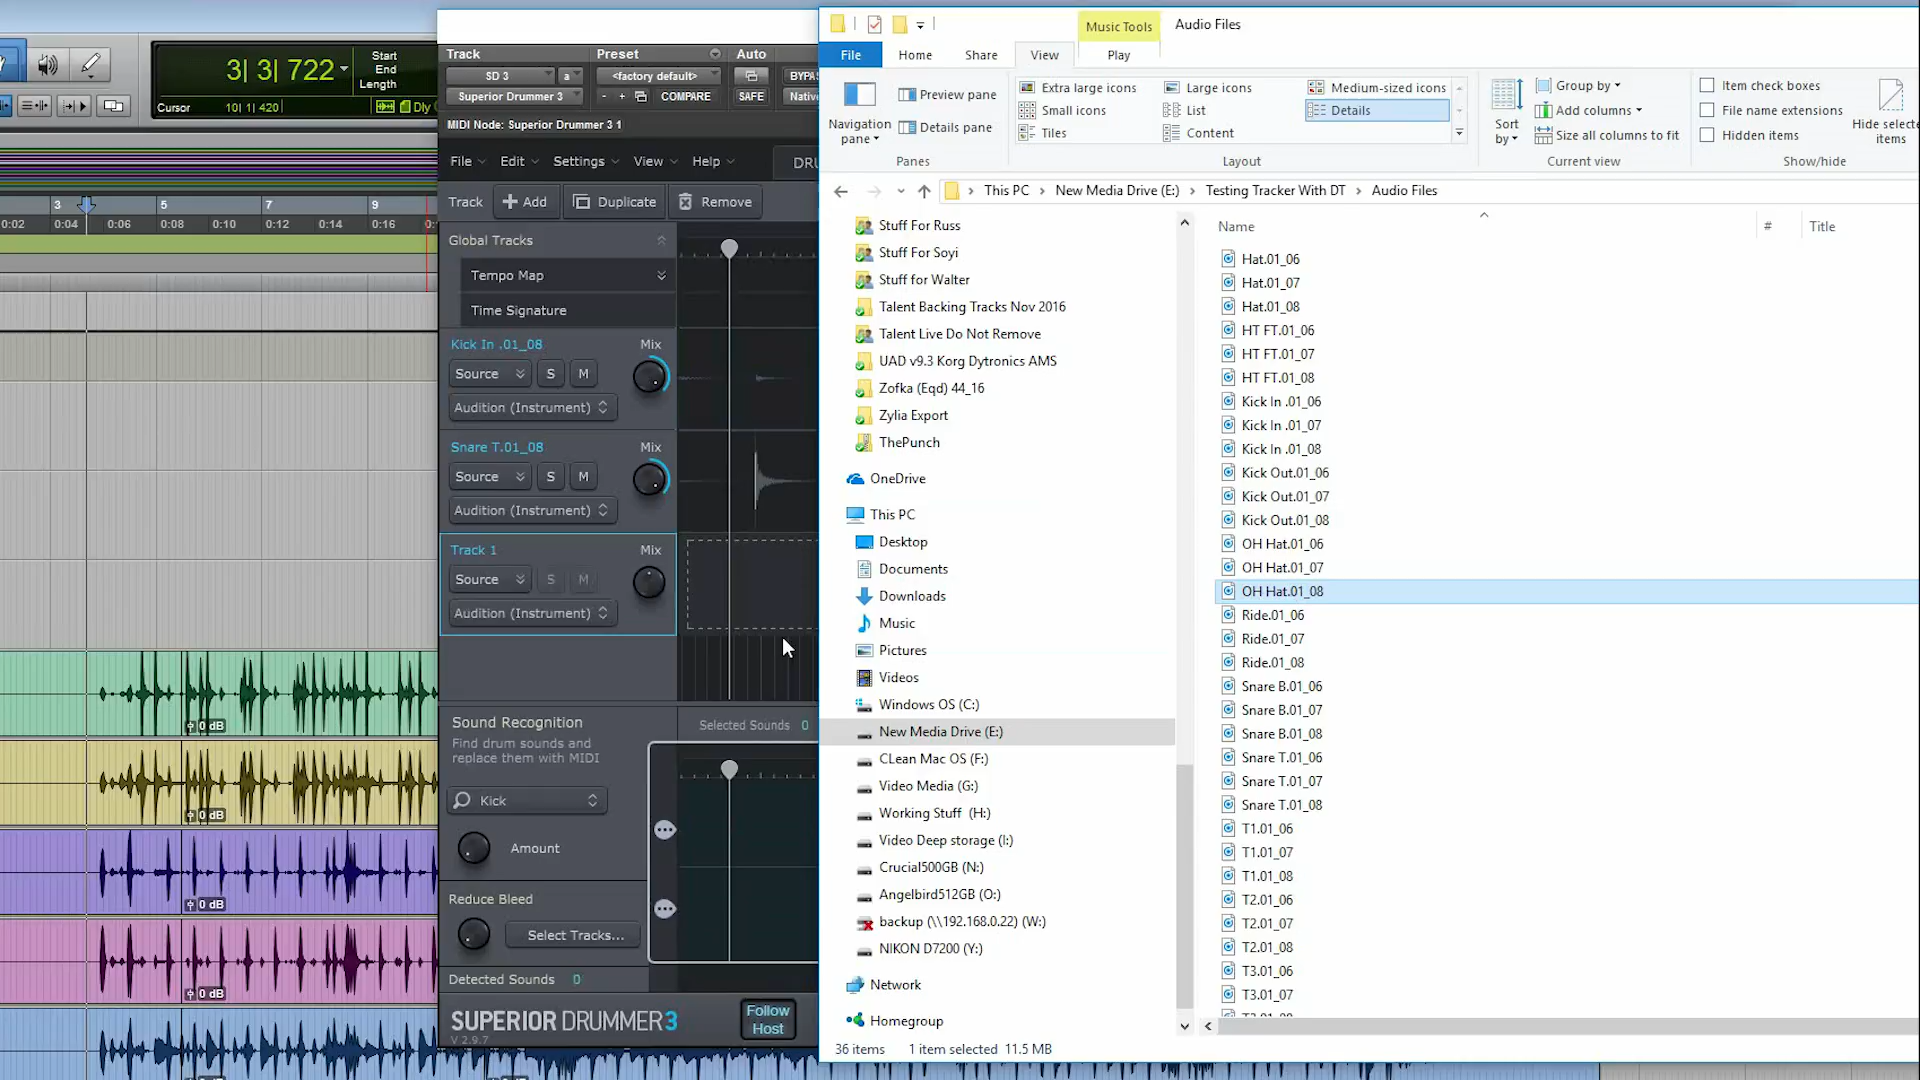 3| 3| 722
Start
End
Length
Cursor
10| 1| 420
Dly
3
5
7
9
0:02
0:04
0:06
0:08
0:10
0:12
0:14
0:16
0 dB
0 dB
0 dB
0 dB
Track
Preset
Auto
SD 3
a
<factory default>
BYPAS
Superior Drummer 3
- +
COMPARE
SAFE
Native
MIDI Node: Superior Drummer 3 1
File
Edit
Settings
View
Help
DRU
Track
Add
Duplicate
Remove
Global Tracks
Tempo Map
Time Signature
Kick In .01_08
Mix
Source
S
M
Audition (Instrument)
Snare T.01_08
Mix
Source
S
M
Audition (Instrument)
Track 1
Mix
Source
S
M
Audition (Instrument)
Sound Recognition
Find drum sounds and
replace them with MIDI
Selected Sounds 0
Kick
Amount
Reduce Bleed
Select Tracks...
Detected Sounds 0
SUPERIOR DRUMMER 3
V 2.9.7
Follow
Host
Music Tools
Audio Files
File
Home
Share
View
Play
Navigation
pane
Preview pane
Details pane
Panes
Extra large icons
Large icons
Medium-sized icons
Small icons
List
Details
Tiles
Content
Layout
Sort
by
Group by
Add columns
Size all columns to fit
Current view
Item check boxes
File name extensions
Hidden items
Hide selecte
items
Show/hide
This PC > New Media Drive (E:) > Testing Tracker With DT > Audio Files
Stuff For Russ
Stuff For Soyi
Stuff for Walter
Talent Backing Tracks Nov 2016
Talent Live Do Not Remove
UAD v9.3 Korg Dytronics AMS
Zofka (Eqd) 44_16
Zylia Export
ThePunch
OneDrive
This PC
Desktop
Documents
Downloads
Music
Pictures
Videos
Windows OS (C:)
New Media Drive (E:)
CLean Mac OS (F:)
Video Media (G:)
Working Stuff (H:)
Video Deep storage (I:)
Crucial500GB (N:)
Angelbird512GB (O:)
backup (\\192.168.0.22) (W:)
NIKON D7200 (Y:)
Network
Homegroup
Name
#
Title
Hat.01_06
Hat.01_07
Hat.01_08
HT FT.01_06
HT FT.01_07
HT FT.01_08
Kick In .01_06
Kick In .01_07
Kick In .01_08
Kick Out.01_06
Kick Out.01_07
Kick Out.01_08
OH Hat.01_06
OH Hat.01_07
OH Hat.01_08
Ride.01_06
Ride.01_07
Ride.01_08
Snare B.01_06
Snare B.01_07
Snare B.01_08
Snare T.01_06
Snare T.01_07
Snare T.01_08
T1.01_06
T1.01_07
T1.01_08
T2.01_06
T2.01_07
T2.01_08
T3.01_06
T3.01_07
36 items
1 item selected 11.5 MB